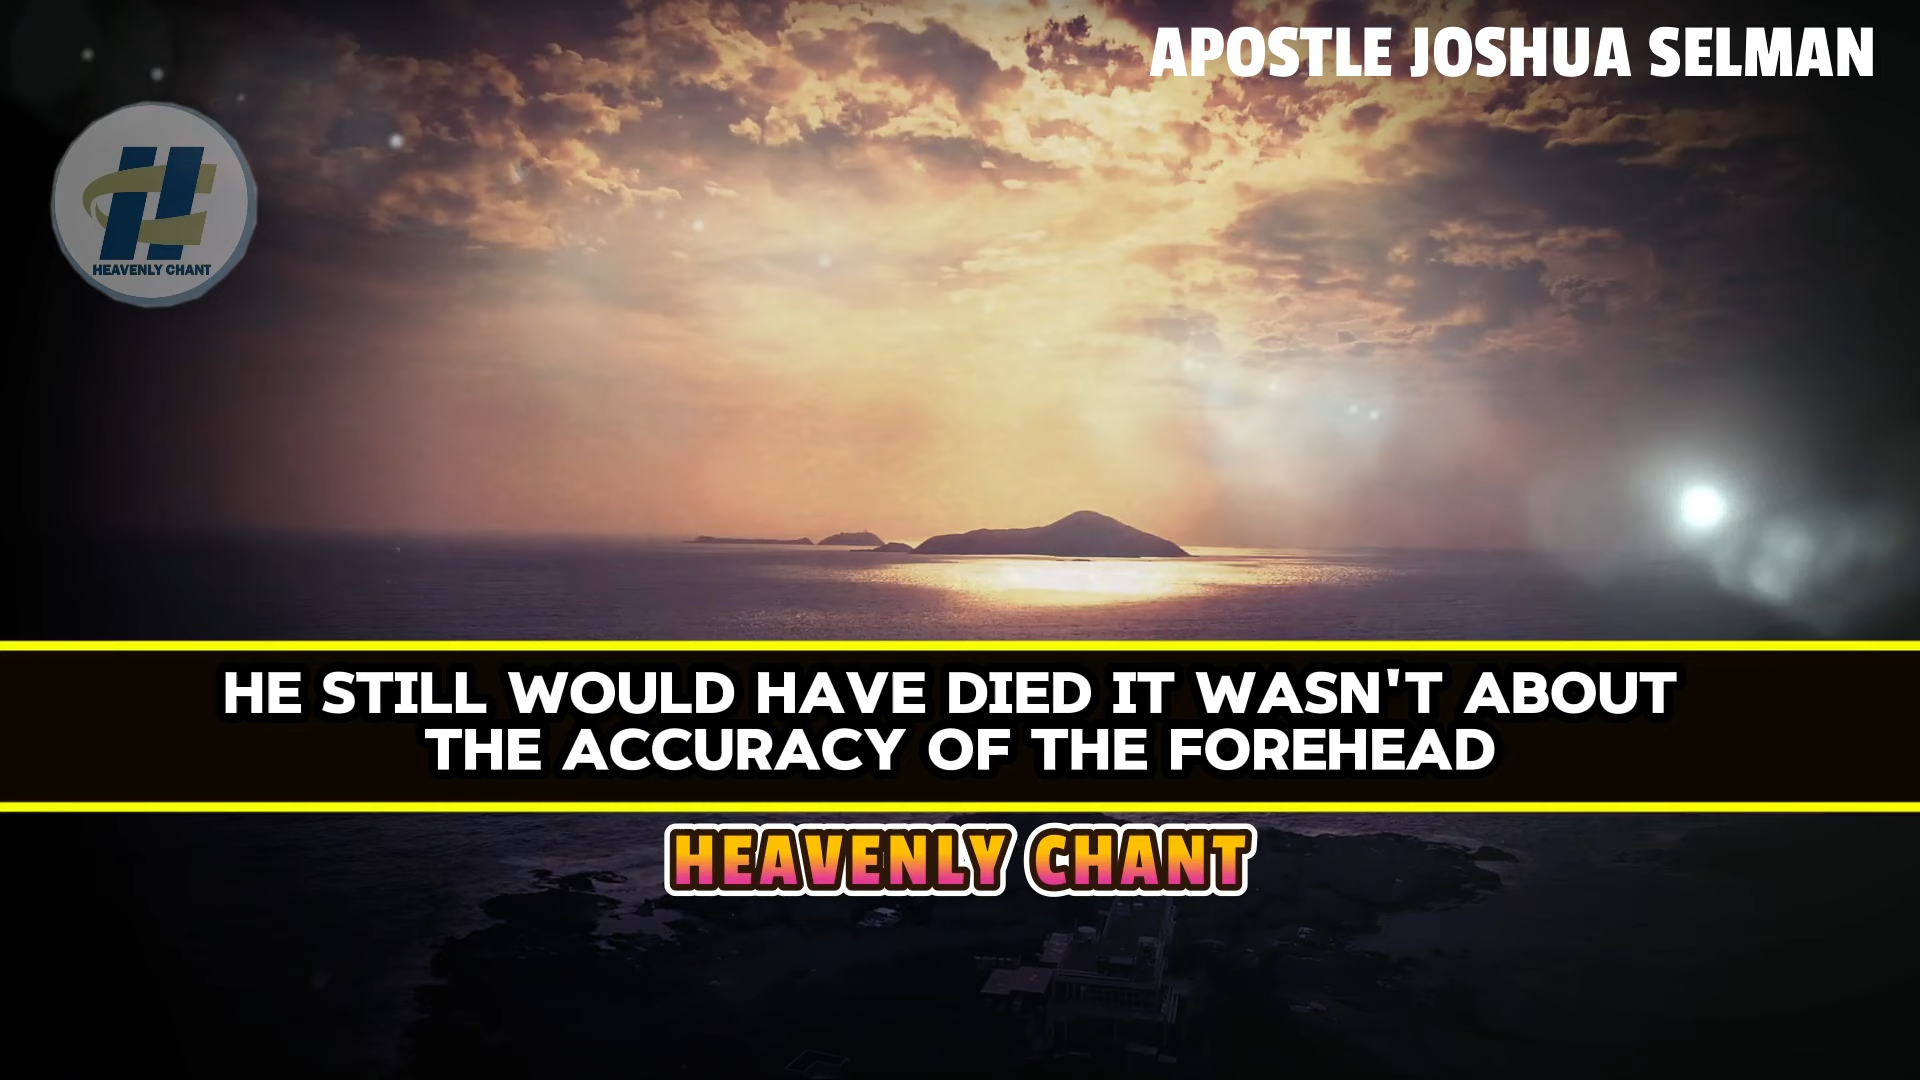 APOSTLE JOSHUA SELMAN
HEAVENLY CHANT
HE STILL WOULD HAVE DIED IT WASN'T ABOUT
THE ACCURACY OF THE FOREHEAD
HEAVENLY CHANT